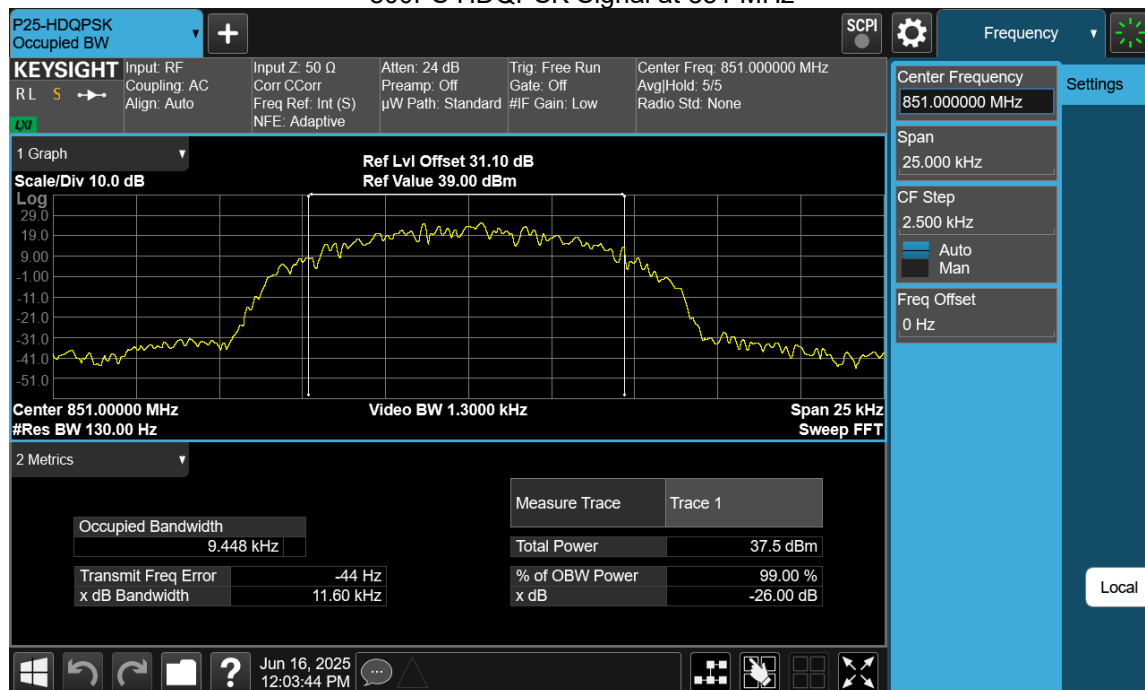 P25-HDQPSK
Occupied BW
SCPI
Frequency
KEYSIGHT
R L S
LXI
Input: RF
Coupling: AC
Align: Auto
Input Z: 50 Ω
Corr CCorr
Freq Ref: Int (S)
NFE: Adaptive
Atten: 24 dB
Preamp: Off
µW Path: Standard
Trig: Free Run
Gate: Off
#IF Gain: Low
Center Freq: 851.000000 MHz
Avg|Hold: 5/5
Radio Std: None
Center Frequency
851.000000 MHz
Settings
Span
25.000 kHz
CF Step
2.500 kHz
Auto
Man
Freq Offset
0 Hz
Local
1 Graph
Scale/Div 10.0 dB
Ref Lvl Offset 31.10 dB
Ref Value 39.00 dBm
Log
29.0
19.0
9.00
-1.00
-11.0
-21.0
-31.0
-41.0
-51.0
Center 851.00000 MHz
#Res BW 130.00 Hz
Video BW 1.3000 kHz
Span 25 kHz
Sweep FFT
2 Metrics
Measure Trace Trace 1
Occupied Bandwidth
9.448 kHz
Total Power 37.5 dBm
Transmit Freq Error -44 Hz
% of OBW Power 99.00 %
x dB Bandwidth 11.60 kHz
x dB -26.00 dB
?
Jun 16, 2025
12:03:44 PM